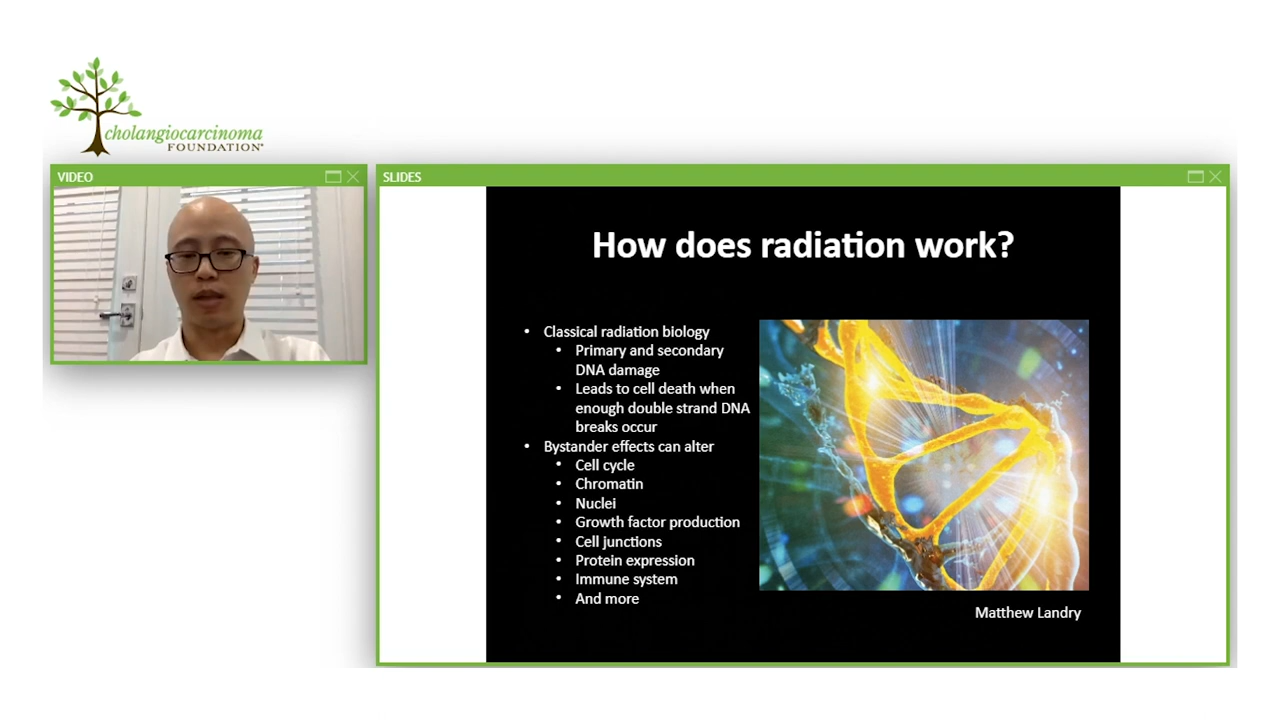 cholangiocarcinoma
FOUNDATION®
VIDEO
SLIDES
How does radiation work?
• Classical radiation biology
• Primary and secondary
DNA damage
• Leads to cell death when
enough double strand DNA
breaks occur
• Bystander effects can alter
• Cell cycle
• Chromatin
• Nuclei
• Growth factor production
• Cell junctions
• Protein expression
• Immune system
• And more
Matthew Landry